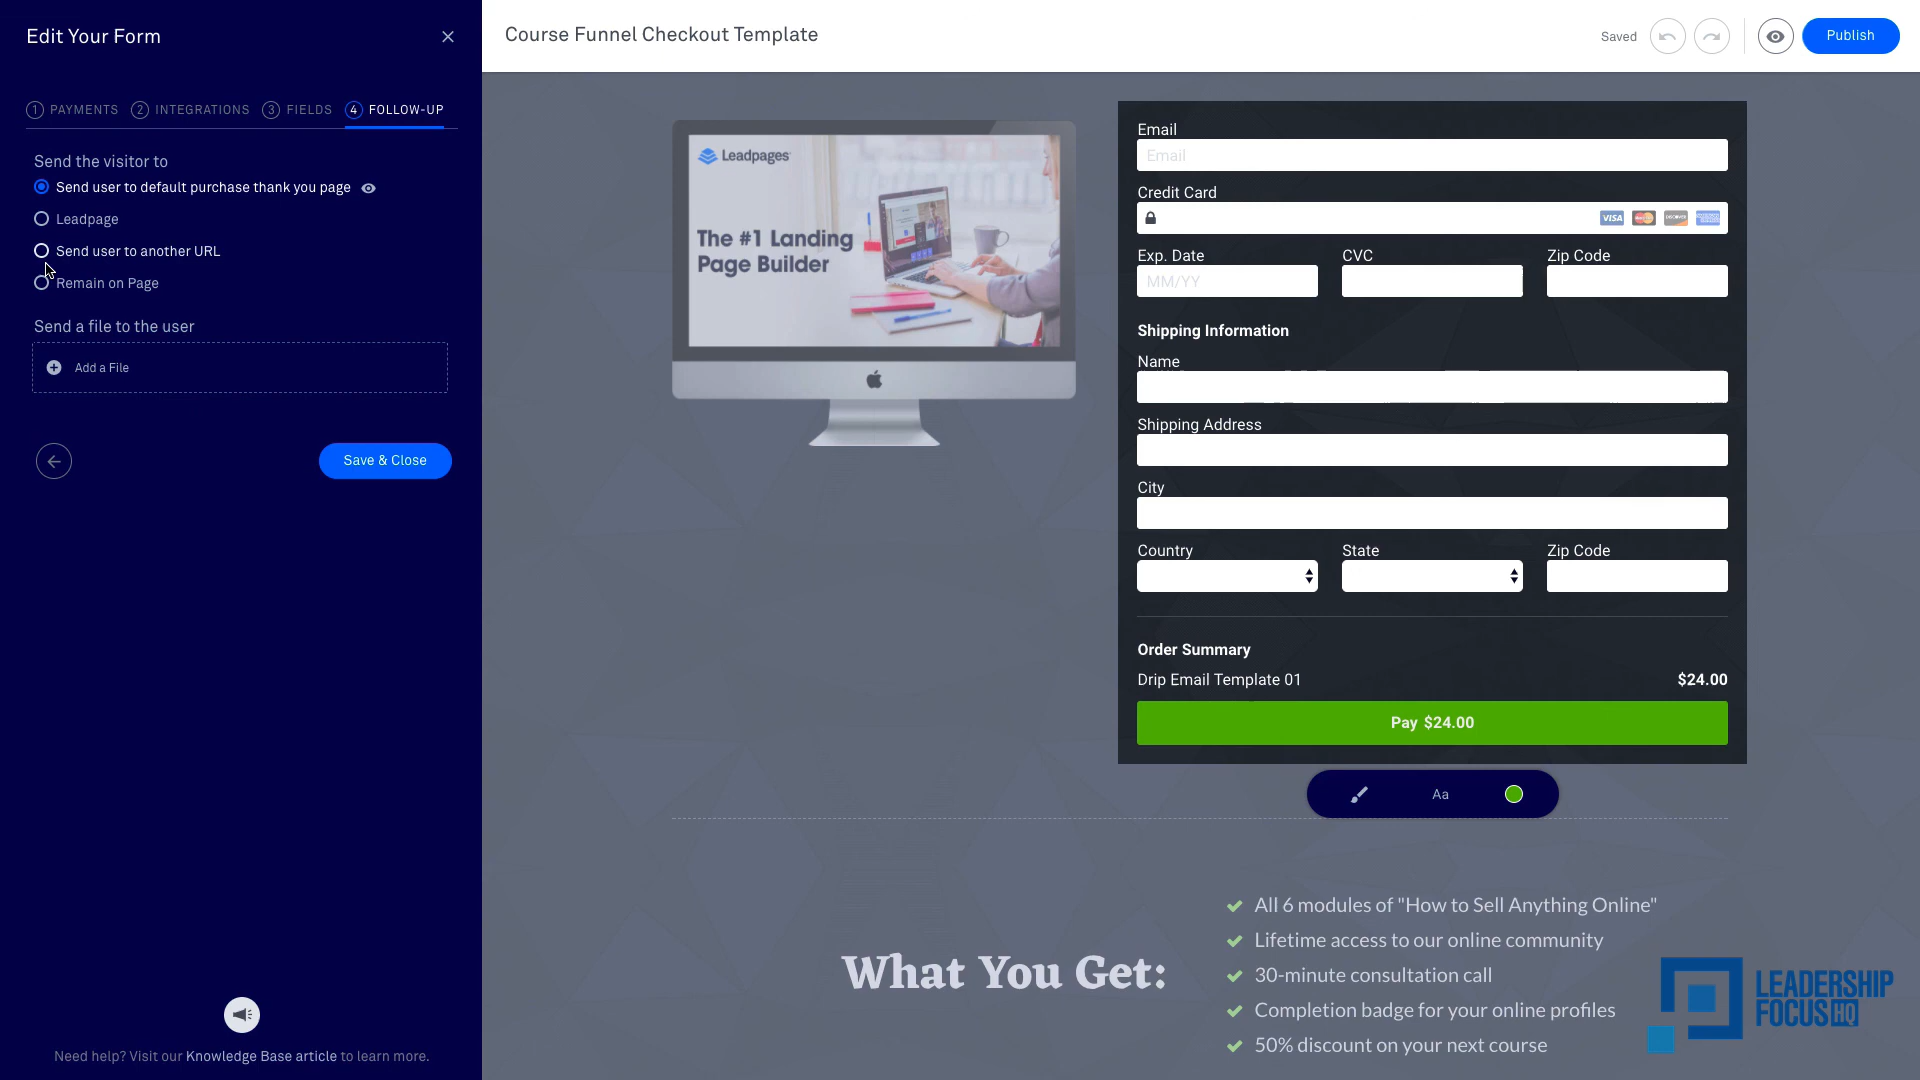 Edit Your Form
1 PAYMENTS 2 INTEGRATIONS 3 FIELDS 4 FOLLOW-UP
Send the visitor to
Send user to default purchase thank you page
Leadpage
Send user to another URL
Remain on Page
Send a file to the user
Add a File
Save & Close
Need help? Visit our Knowledge Base article to learn more.
Course Funnel Checkout Template
Saved
Publish
Leadpages
The #1 Landing
Page Builder
Email
Email
Credit Card
VISA MasterCard DISCOVER AMERICAN EXPRESS
Exp. Date CVC Zip Code
MM/YY
Shipping Information
Name
Shipping Address
City
Country State Zip Code
Order Summary
Drip Email Template 01 $24.00
Pay $24.00
Aa
What You Get:
All 6 modules of "How to Sell Anything Online"
Lifetime access to our online community
30-minute consultation call
Completion badge for your online profiles
50% discount on your next course
LEADERSHIP
FOCUS HQ